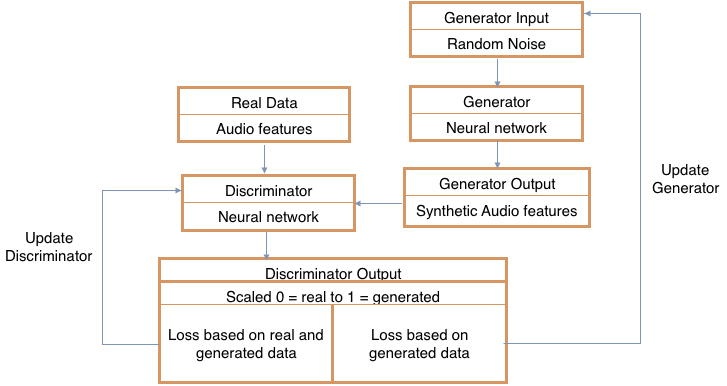 Generator Input
Random Noise
Real Data
Audio features
Generator
Neural network
Update
Generator
Discriminator
Neural network
Generator Output
Synthetic Audio features
Update
Discriminator
Discriminator Output
Scaled 0 = real to 1 = generated
Loss based on real and
generated data
Loss based on
generated data